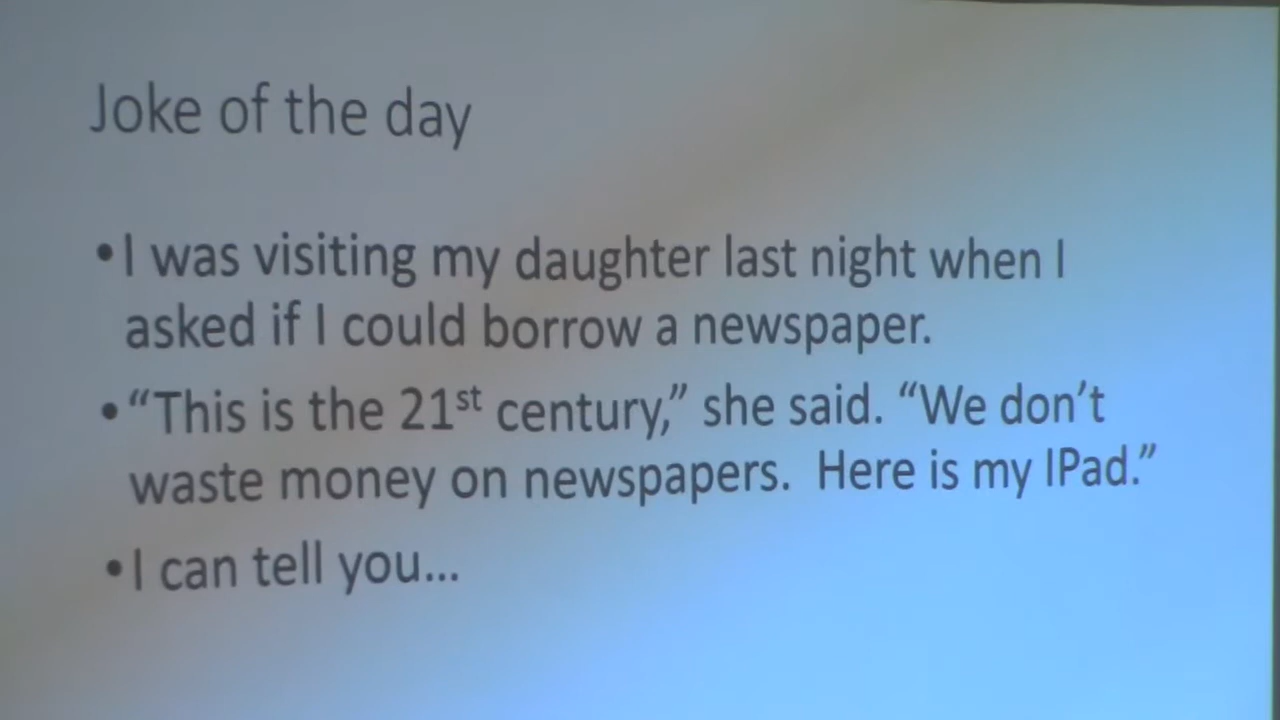 Joke of the day
•I was visiting my daughter last night when I
asked if I could borrow a newspaper.
•“This is the 21st century,” she said. “We don’t
waste money on newspapers.  Here is my IPad.”
•I can tell you...